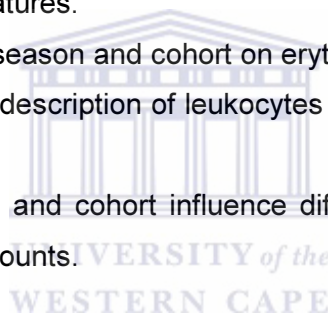 atures.
season and cohort on eryt
description of leukocytes
and cohort influence dif
ounts.
UNIVERSITY of the
WESTERN CAPE